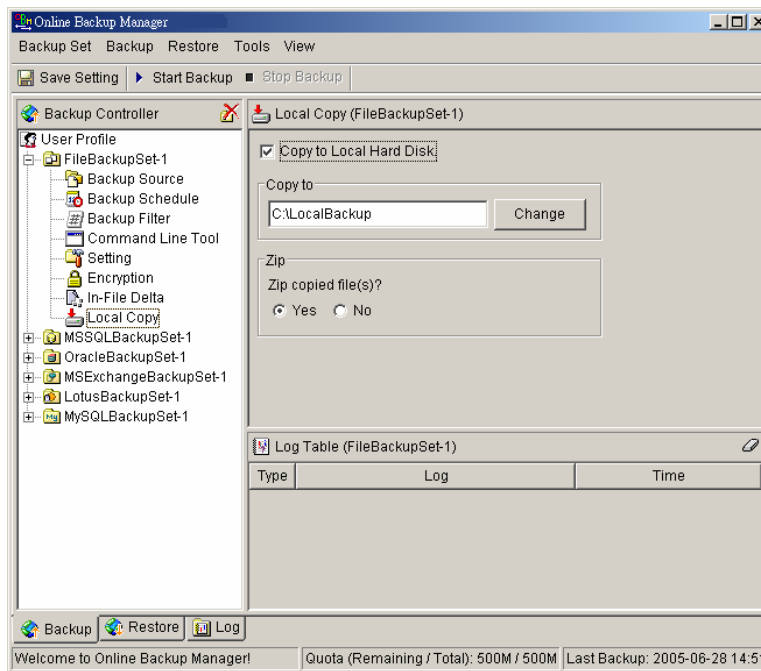 Online Backup Manager
Backup Set Backup Restore Tools View
Save Setting Start Backup Stop Backup
Backup Controller
User Profile
FileBackupSet-1
Backup Source
Backup Schedule
Backup Filter
Command Line Tool
Setting
Encryption
In-File Delta
Local Copy
MSSQLBackupSet-1
OracleBackupSet-1
MSExchangeBackupSet-1
LotusBackupSet-1
MySQLBackupSet-1
Local Copy (FileBackupSet-1)
Copy to Local Hard Disk
Copy to
C:\LocalBackup Change
Zip
Zip copied file(s)?
Yes No
Log Table (FileBackupSet-1)
Type Log Time
Backup Restore Log
Welcome to Online Backup Manager! Quota (Remaining / Total): 500M / 500M Last Backup: 2005-06-28 14:5